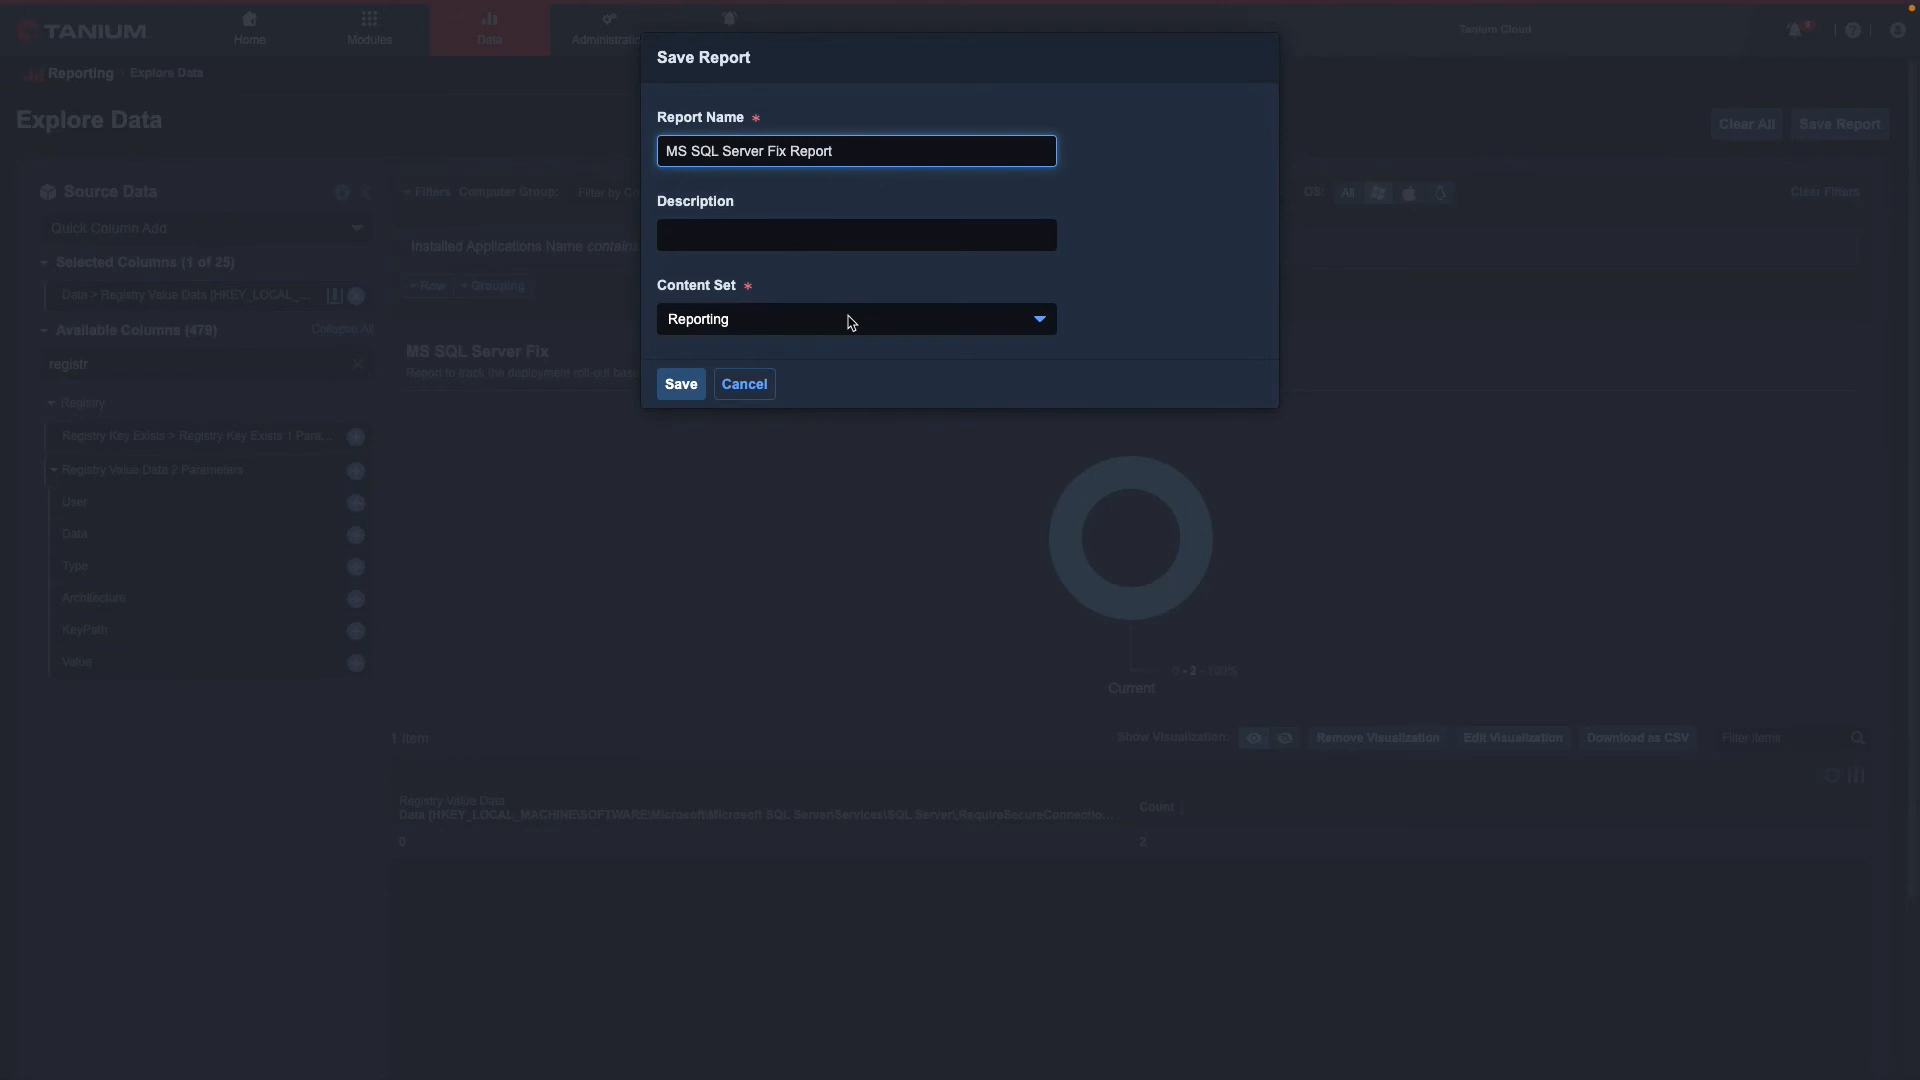 TANIUM
Home
Modules
Data
Administratio
Tanium Cloud
Reporting
Explore Data
Explore Data
Clear All
Save Report
Save Report
Report Name *
MS SQL Server Fix Report
Description
Content Set *
Reporting
Save
Cancel
Source Data
Quick Column Add
Selected Columns (1 of 25)
Data > Registry Value Data [HKEY_LOCAL_...
Available Columns (479)
Collapse All
registr
Registry
Registry Key Exists > Registry Key Exists 1 Para...
Registry Value Data 2 Parameters
User
Data
Type
Architecture
KeyPath
Value
Filters
Computer Group:
Filter by Co
OS:
All
Clear Filters
Installed Applications Name contains
+ Row
+ Grouping
MS SQL Server Fix
Report to track the deployment roll-out bas
0 - 2 - 100%
Current
1 Item
Show Visualization:
Remove Visualization
Edit Visualization
Download as CSV
Filter items
Registry Value Data
Data [HKEY_LOCAL_MACHINE\SOFTWARE\Microsoft\Microsoft SQL Server\Services\SQL Server\,RequireSecureConnectio...
Count
0
2